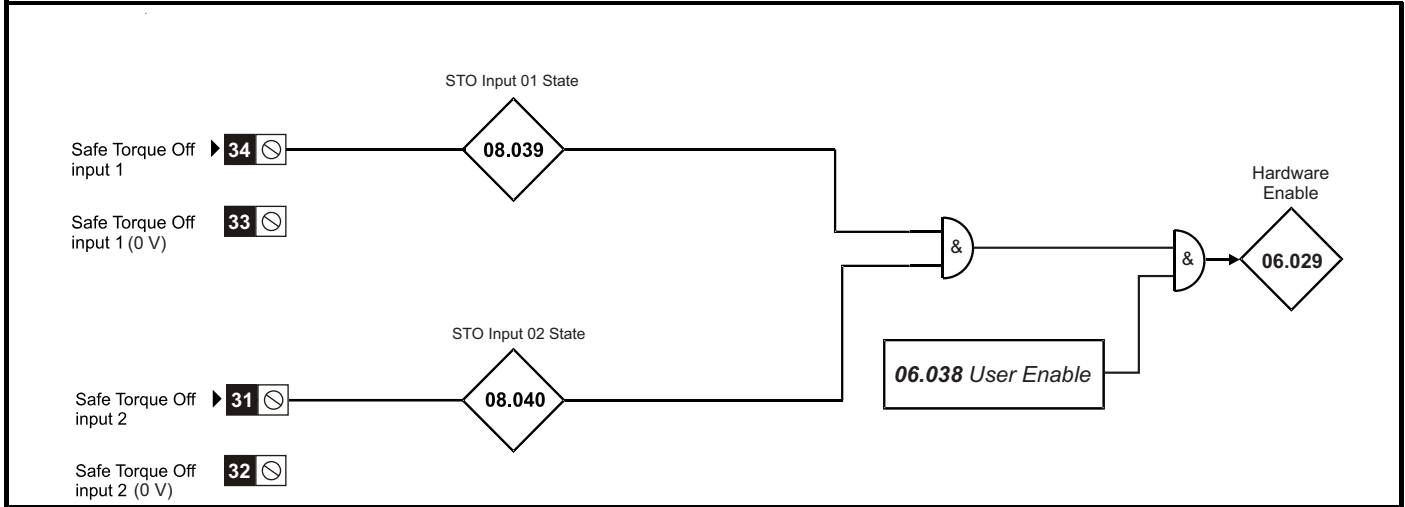 STO Input 01 State
Safe Torque Off
input 1
34
08.039
Safe Torque Off
input 1 (0 V)
33
&
&
Hardware
Enable
06.029
STO Input 02 State
06.038 User Enable
Safe Torque Off
input 2
31
08.040
Safe Torque Off
input 2 (0 V)
32